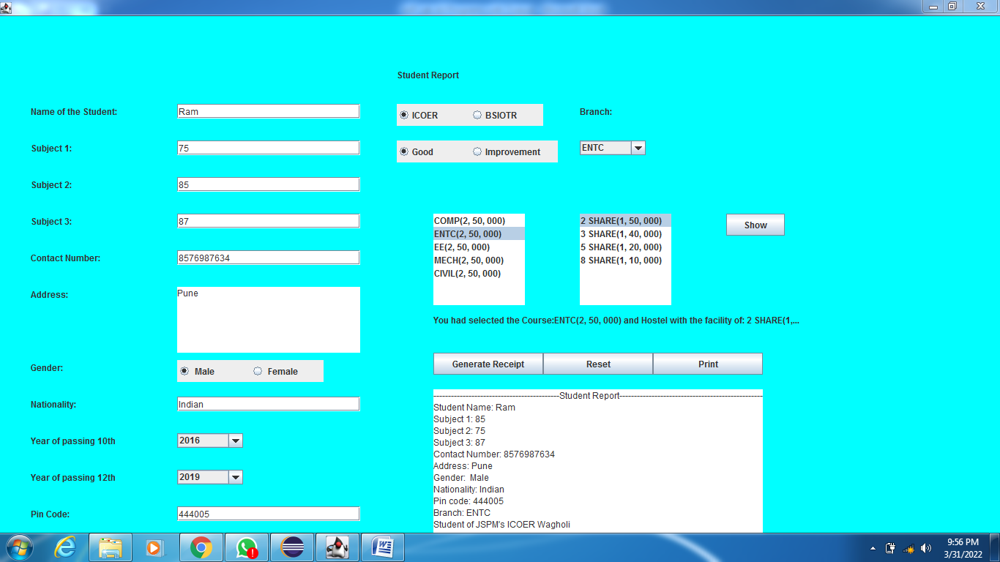 Student Report
Name of the Student:
Ram
ICOER
BSIOTR
Branch:
Subject 1:
75
Good
Improvement
ENTC
Subject 2:
85
Subject 3:
87
COMP(2, 50, 000)
ENTC(2, 50, 000)
EE(2, 50, 000)
MECH(2, 50, 000)
CIVIL(2, 50, 000)
2 SHARE(1, 50, 000)
3 SHARE(1, 40, 000)
5 SHARE(1, 20, 000)
8 SHARE(1, 10, 000)
Show
Contact Number:
8576987634
Address:
Pune
You had selected the Course:ENTC(2, 50, 000) and Hostel with the facility of: 2 SHARE(1,...
Gender:
Male
Female
Generate Receipt
Reset
Print
Nationality:
Indian
Year of passing 10th
2016
Year of passing 12th
2019
Pin Code:
444005
-----Student Report-----
Student Name: Ram
Subject 1: 85
Subject 2: 75
Subject 3: 87
Contact Number: 8576987634
Address: Pune
Gender:  Male
Nationality: Indian
Pin code: 444005
Branch: ENTC
Student of JSPM's ICOER Wagholi
9:56 PM
3/31/2022